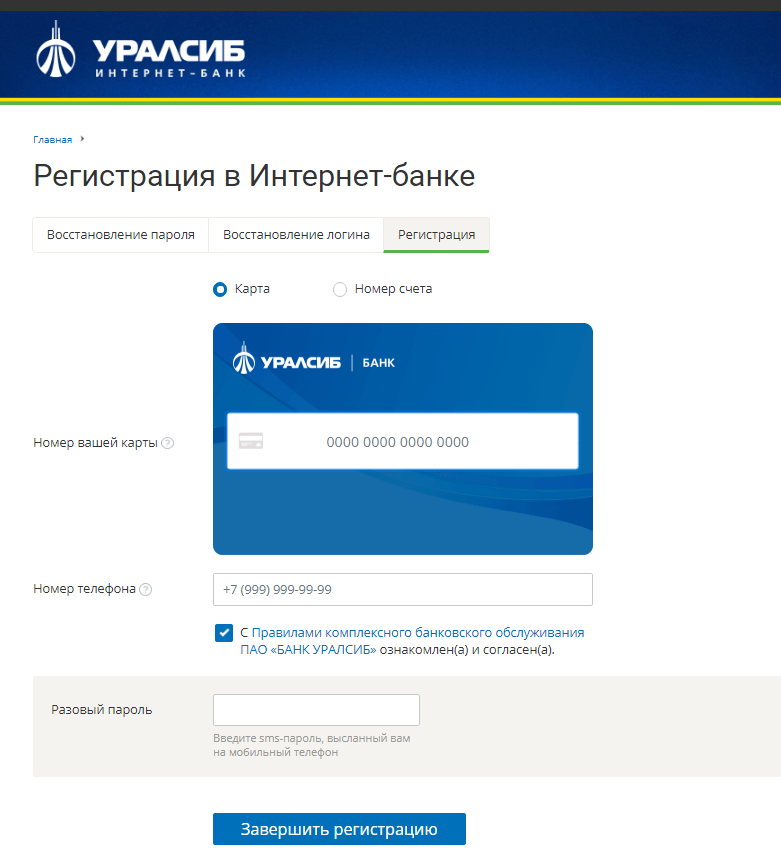 УРАЛСИБ
ИНТЕРНЕТ-БАНК
Главная
Регистрация в Интернет-банке
Восстановление пароля
Восстановление логина
Регистрация
Карта
Номер счета
УРАЛСИБ | БАНК
Номер вашей карты ?
0000 0000 0000 0000
Номер телефона ?
+7 (999) 999-99-99
С Правилами комплексного банковского обслуживания
ПАО «БАНК УРАЛСИБ» ознакомлен(а) и согласен(а).
Разовый пароль
Введите sms-пароль, высланный вам
на мобильный телефон
Завершить регистрацию